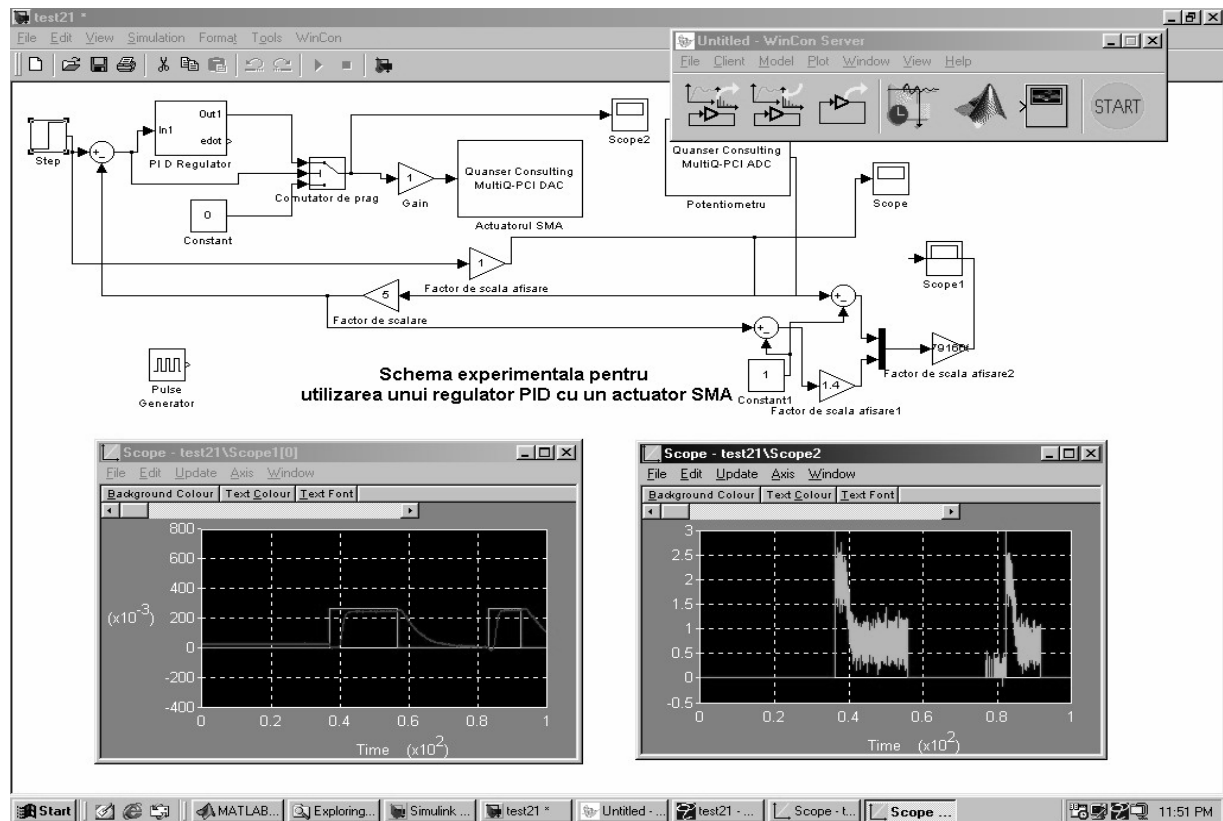 test21 *
File Edit View Simulation Format Tools WinCon
Untitled - WinCon Server
File Client Model Plot Window View Help
START
Step
In1
Out1
edot
PI D Regulator
Comutator de prag
0
Constant
1
Gain
Quanser Consulting
MultiQ-PCI DAC
Actuatorul SMA
Scope2
Quanser Consulting
MultiQ-PCI ADC
Potentiometru
Scope
Scope1
1
Factor de scala afisare
5
Factor de scalare
Pulse
Generator
Schema experimentala pentru
utilizarea unui regulator PID cu un actuator SMA
1
Constant1
1.4
Factor de scala afisare1
Factor de scala afisare2
Scope - test21\Scope1[0]
File Edit Update Axis Window
Background Colour Text Colour Text Font
800
600
400
(x10-3) 200
0
-200
-400
0 0.2 0.4 0.6 0.8 1
Time (x102)
Scope - test21\Scope2
File Edit Update Axis Window
Background Colour Text Colour Text Font
3
2.5
2
1.5
1
0.5
0
-0.5
0 0.2 0.4 0.6 0.8 1
Time (x102)
Start MATLAB... Exploring... Simulink ... test21 * Untitled -... test21 - ... Scope - t... Scope ... 11:51 PM